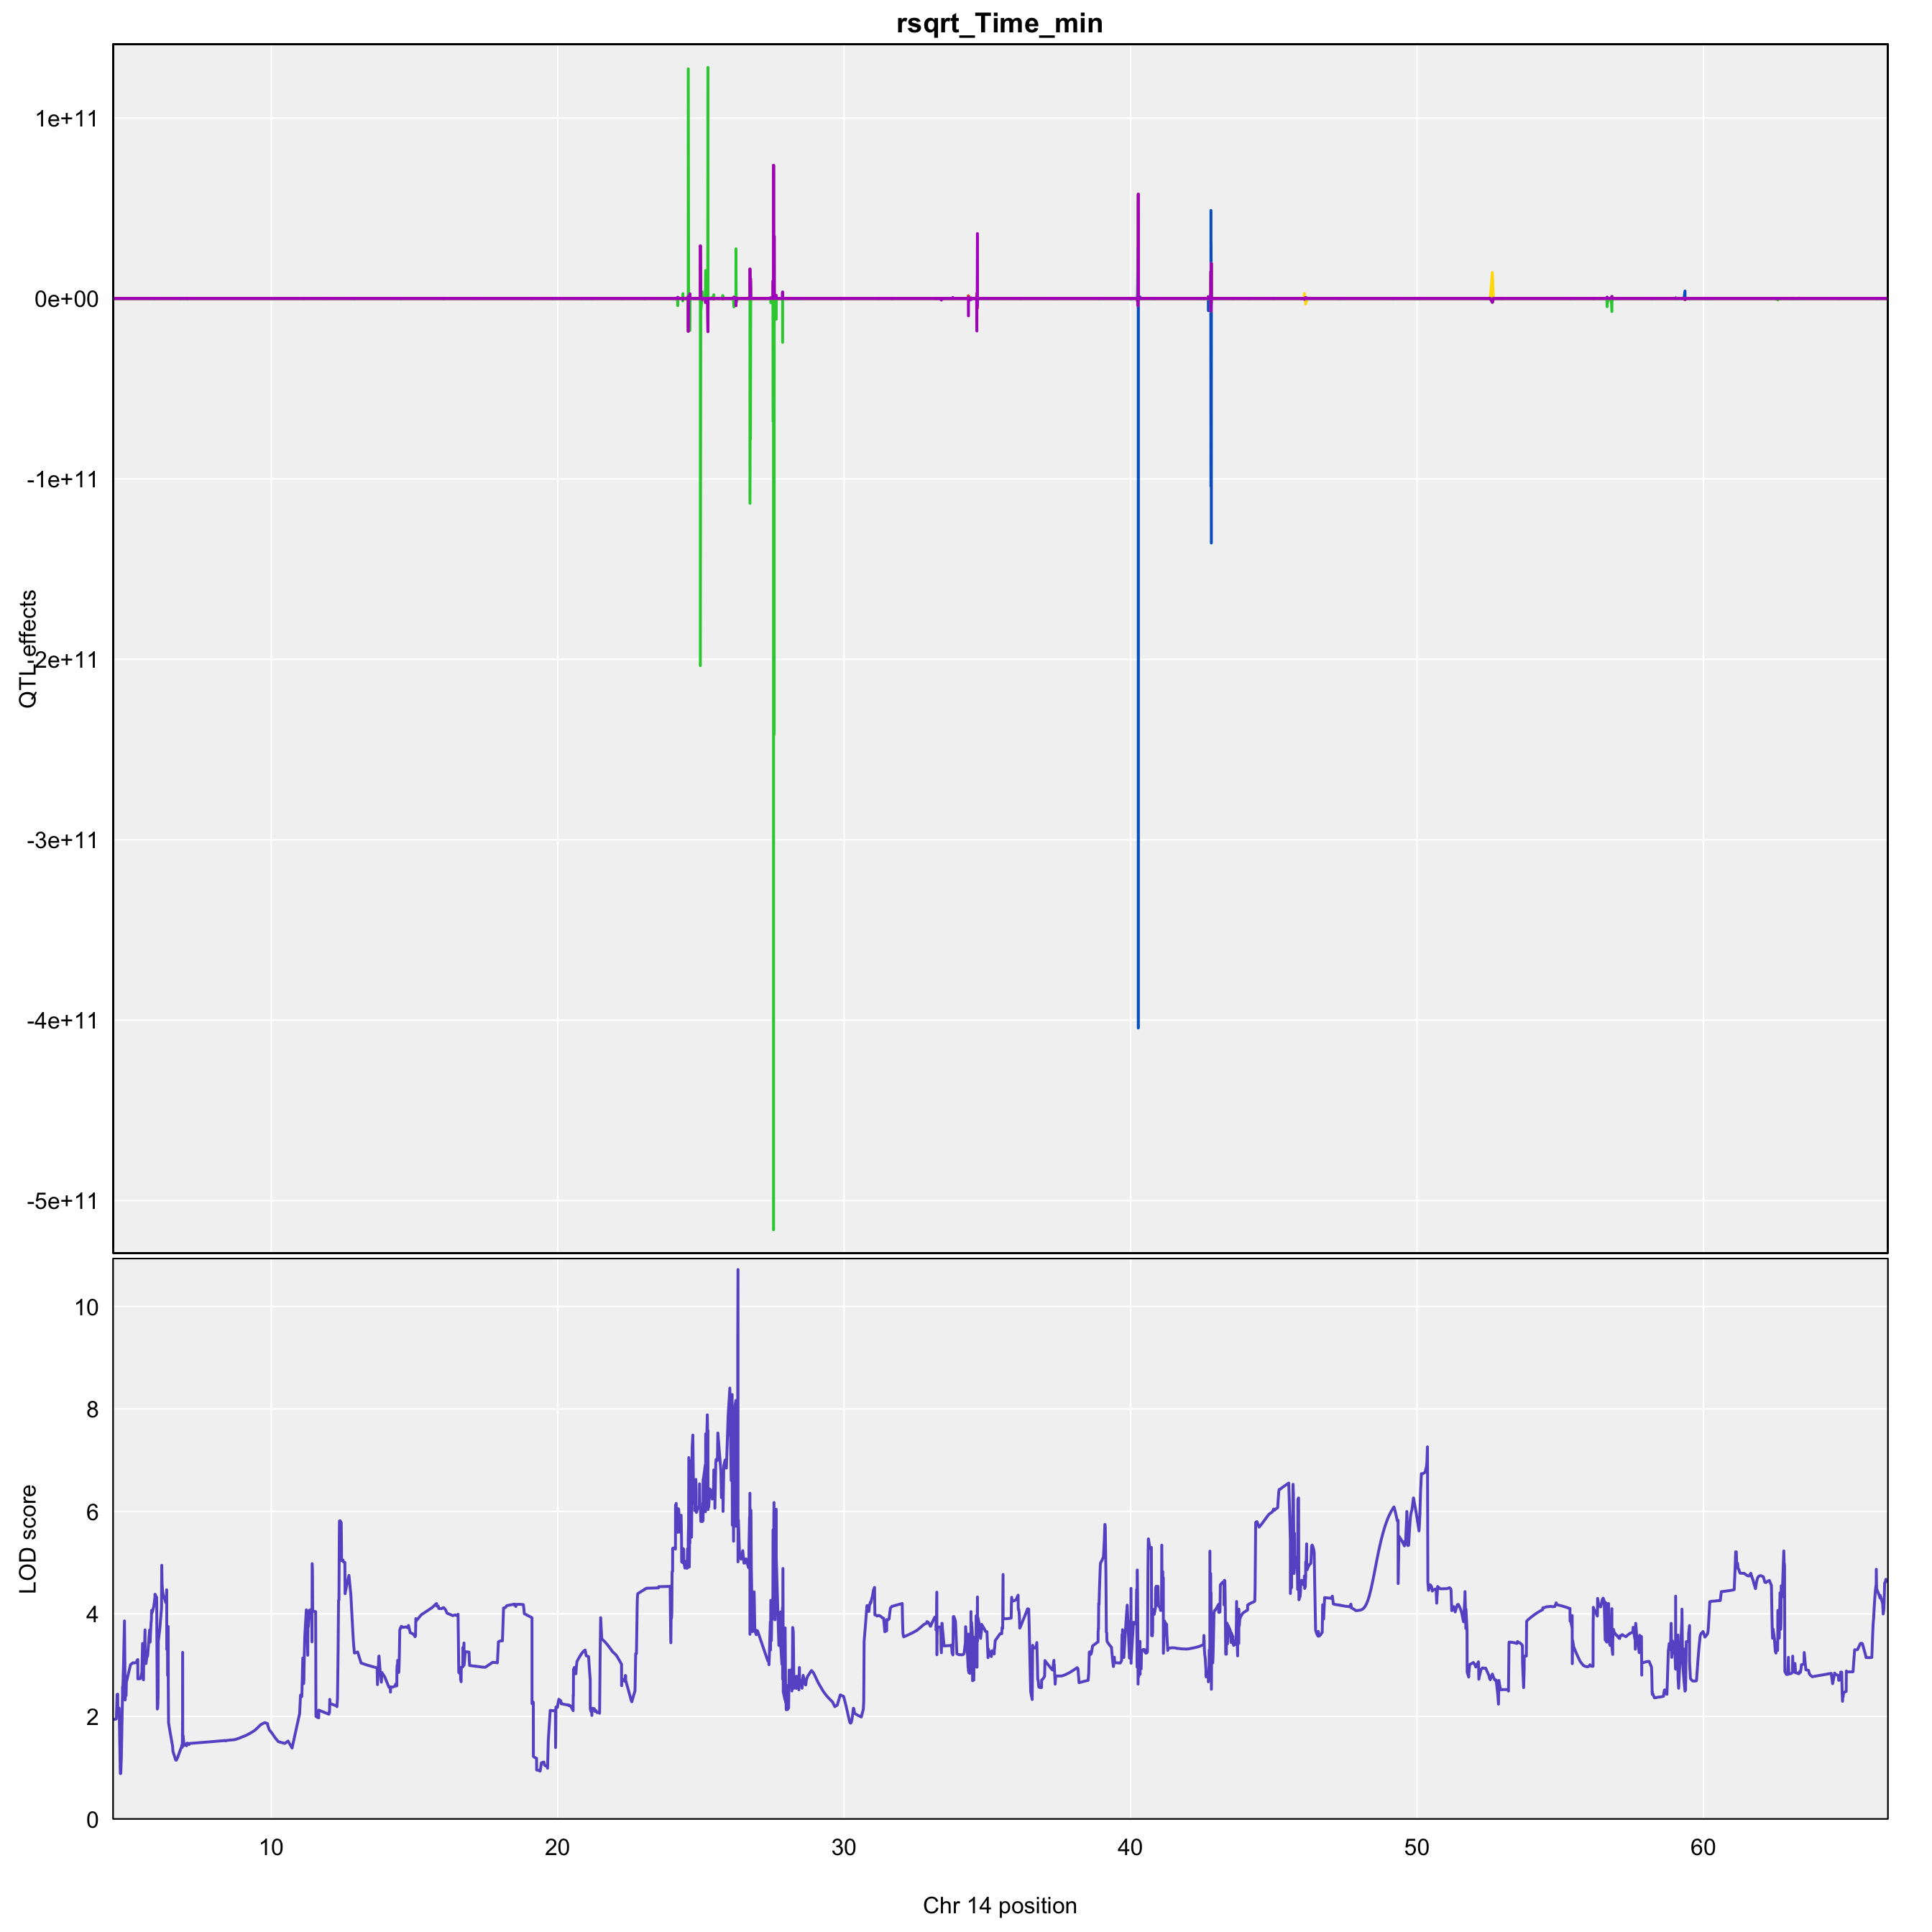 rsqrt_Time_min
1e+11
0e+00
-1e+11
-2e+11
-3e+11
-4e+11
-5e+11
QTL effects
10
8
6
4
2
0
LOD score
10 20 30 40 50 60
Chr 14 position